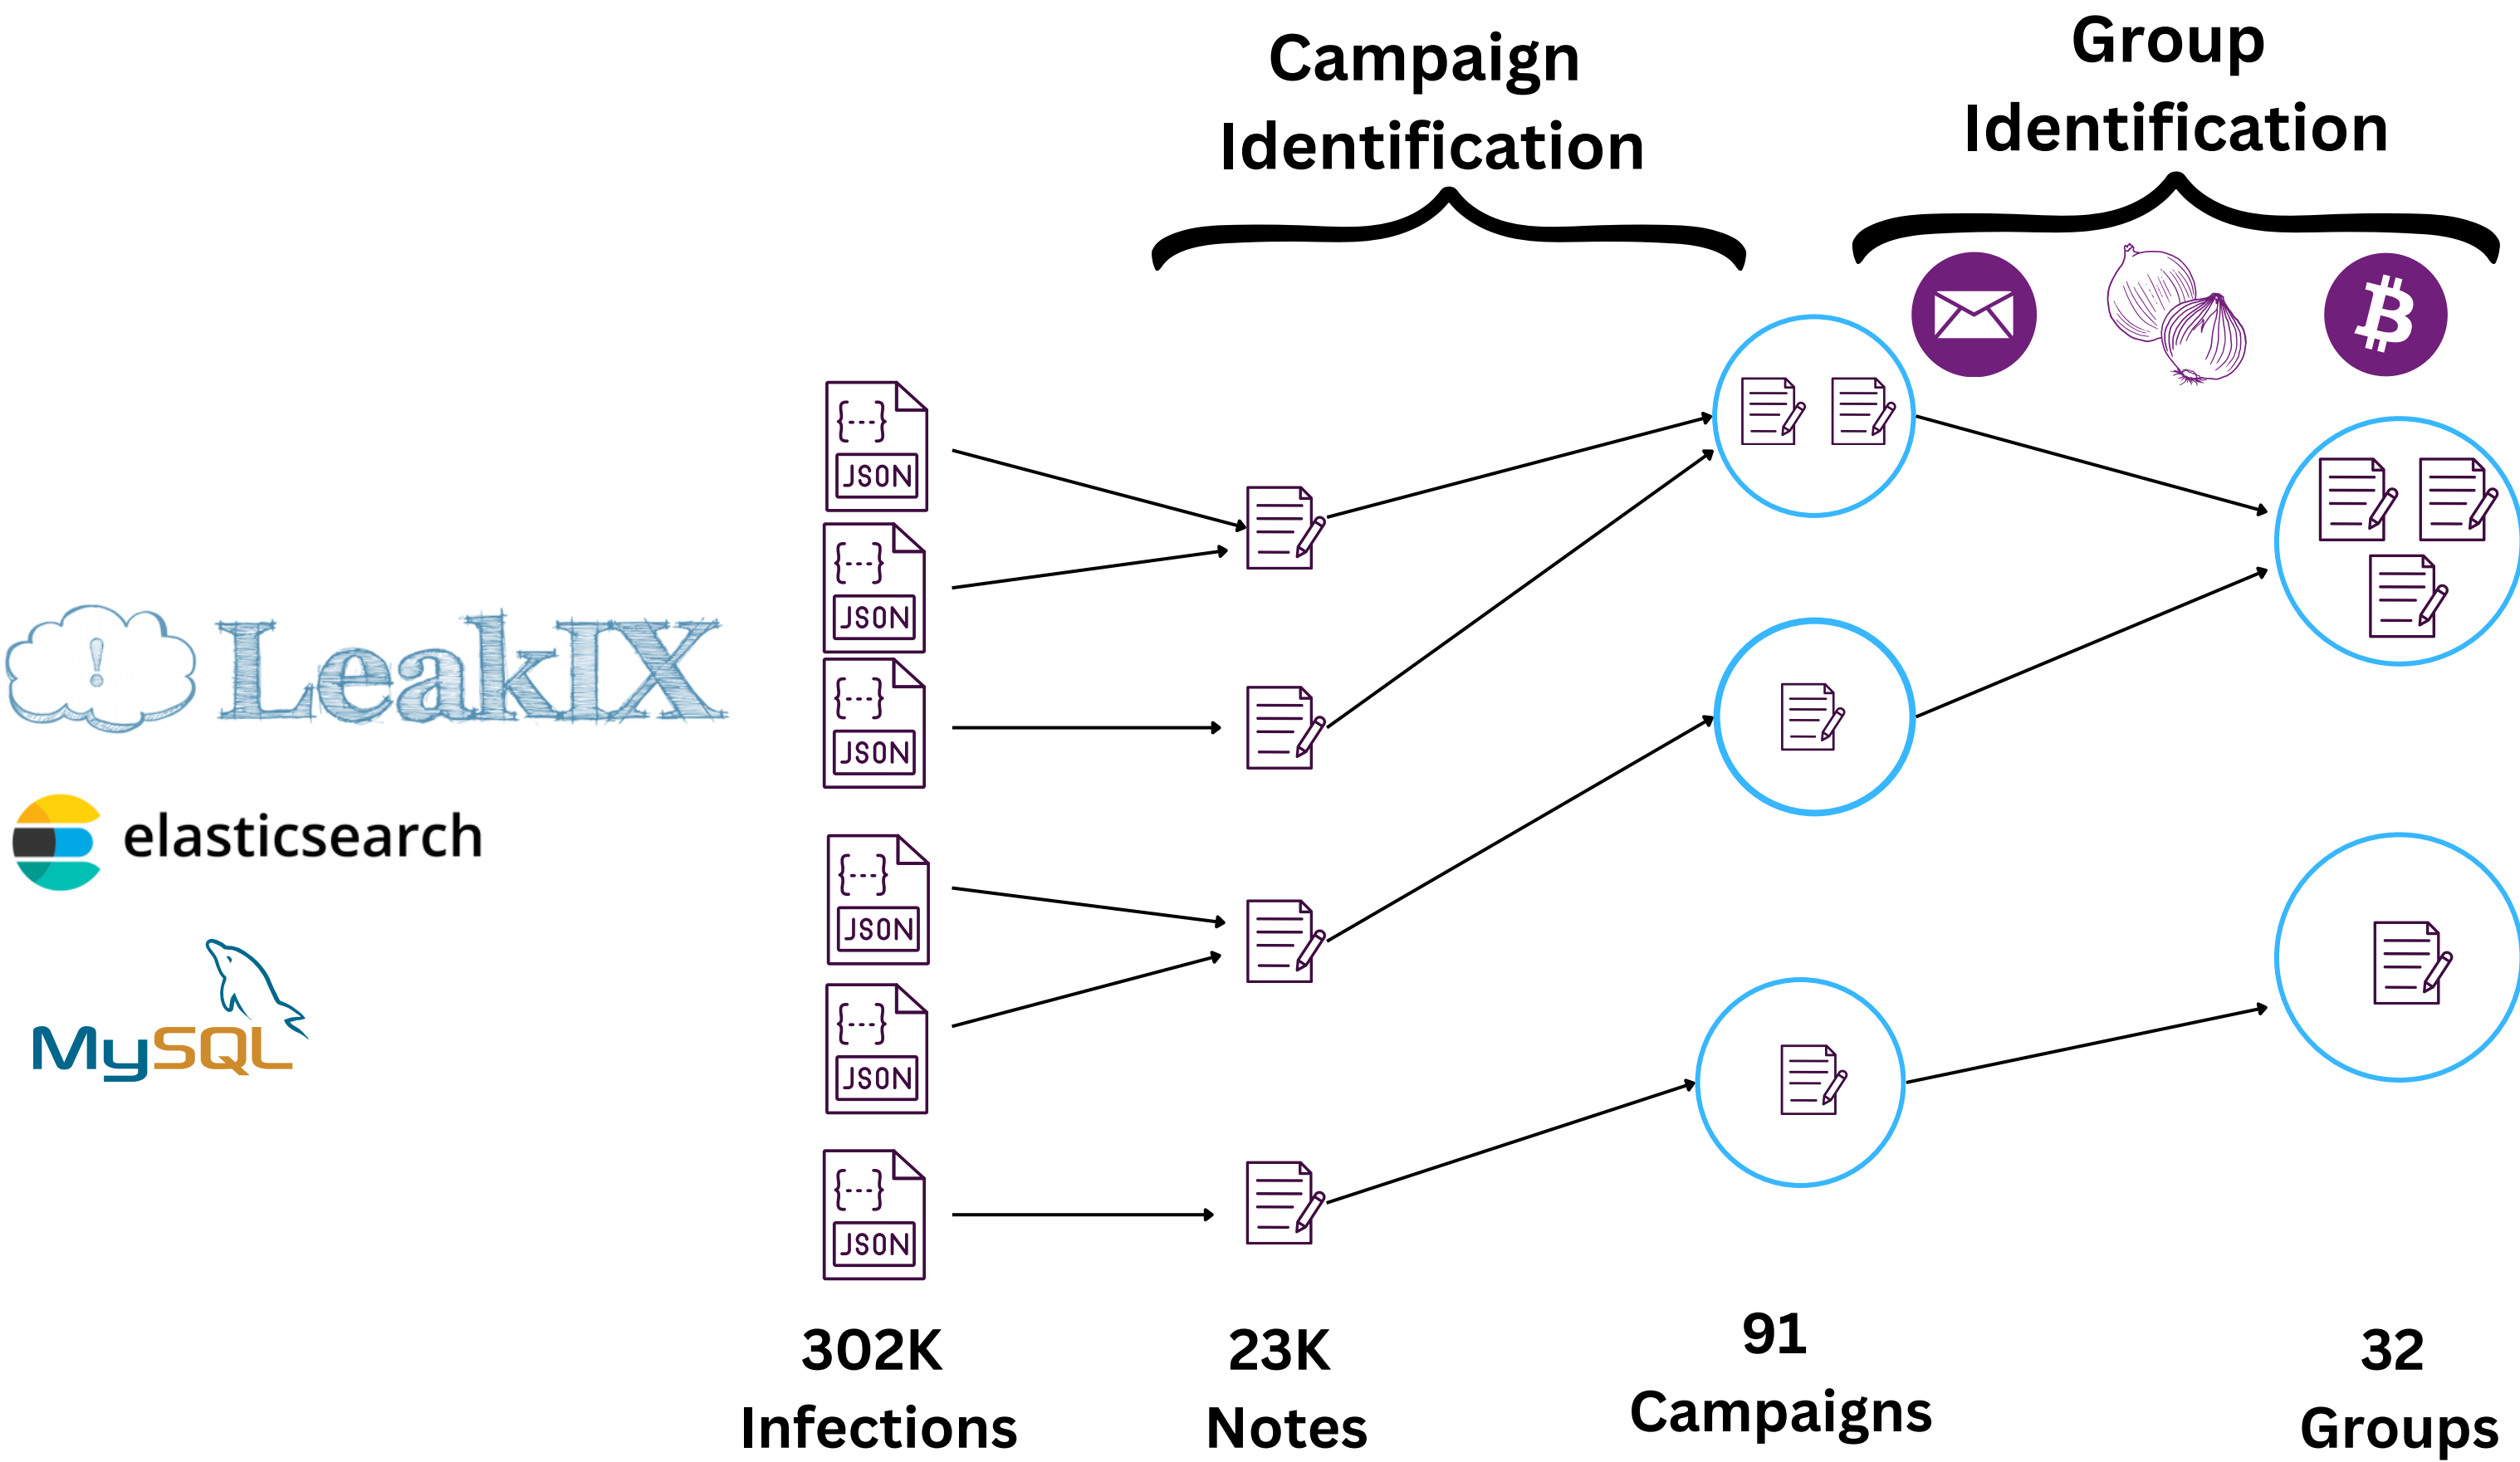 Campaign
Identification
Group
Identification
{---}
JSON
{---}
JSON
{---}
JSON
{---}
JSON
{---}
JSON
{---}
JSON
! LeakIX
elasticsearch
MySQL
302K
Infections
23K
Notes
91
Campaigns
32
Groups